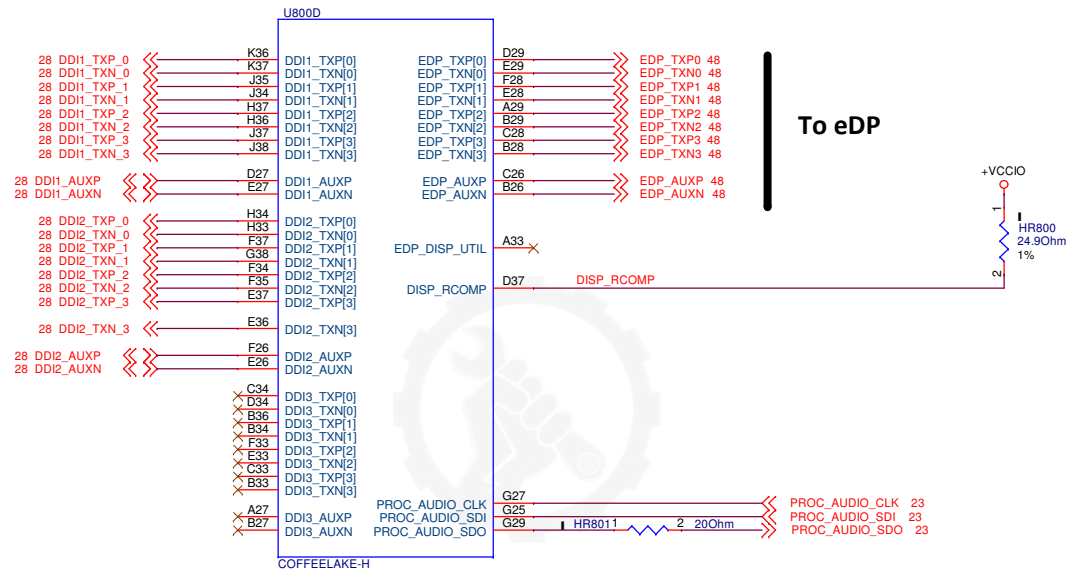 U800D
28 DDI1_TXP_0 K36 DDI1_TXP[0] EDP_TXP[0] D29 EDP_TXP0 48
28 DDI1_TXN_0 K37 DDI1_TXN[0] EDP_TXN[0] E29 EDP_TXN0 48
28 DDI1_TXP_1 J35 DDI1_TXP[1] EDP_TXP[1] F28 EDP_TXP1 48
28 DDI1_TXN_1 J34 DDI1_TXN[1] EDP_TXN[1] E28 EDP_TXN1 48
28 DDI1_TXP_2 H37 DDI1_TXP[2] EDP_TXP[2] A29 EDP_TXP2 48
28 DDI1_TXN_2 H36 DDI1_TXN[2] EDP_TXN[2] B29 EDP_TXN2 48
28 DDI1_TXP_3 J37 DDI1_TXP[3] EDP_TXP[3] C28 EDP_TXP3 48
28 DDI1_TXN_3 J38 DDI1_TXN[3] EDP_TXN[3] B28 EDP_TXN3 48
To eDP
28 DDI1_AUXP D27 DDI1_AUXP EDP_AUXP C26 EDP_AUXP 48
28 DDI1_AUXN E27 DDI1_AUXN EDP_AUXN B26 EDP_AUXN 48
+VCCIO
28 DDI2_TXP_0 H34 DDI2_TXP[0]
28 DDI2_TXN_0 H33 DDI2_TXN[0]
28 DDI2_TXP_1 F37 DDI2_TXP[1] EDP_DISP_UTIL A33
28 DDI2_TXN_1 G38 DDI2_TXN[1]
28 DDI2_TXP_2 F34 DDI2_TXP[2]
28 DDI2_TXN_2 F35 DDI2_TXN[2] DISP_RCOMP D37 DISP_RCOMP
28 DDI2_TXP_3 E37 DDI2_TXP[3]
1
HR800
24.9Ohm
1%
2
28 DDI2_TXN_3 E36 DDI2_TXN[3]
28 DDI2_AUXP F26 DDI2_AUXP
28 DDI2_AUXN E26 DDI2_AUXN
C34 DDI3_TXP[0]
D34 DDI3_TXN[0]
B36 DDI3_TXP[1]
B34 DDI3_TXN[1]
F33 DDI3_TXP[2]
E33 DDI3_TXN[2]
C33 DDI3_TXP[3]
B33 DDI3_TXN[3]
PROC_AUDIO_CLK G27 PROC_AUDIO_CLK 23
A27 DDI3_AUXP PROC_AUDIO_SDI G25 PROC_AUDIO_SDI 23
B27 DDI3_AUXN PROC_AUDIO_SDO G29 HR801 1 2 20Ohm PROC_AUDIO_SDO 23
COFFEELAKE-H